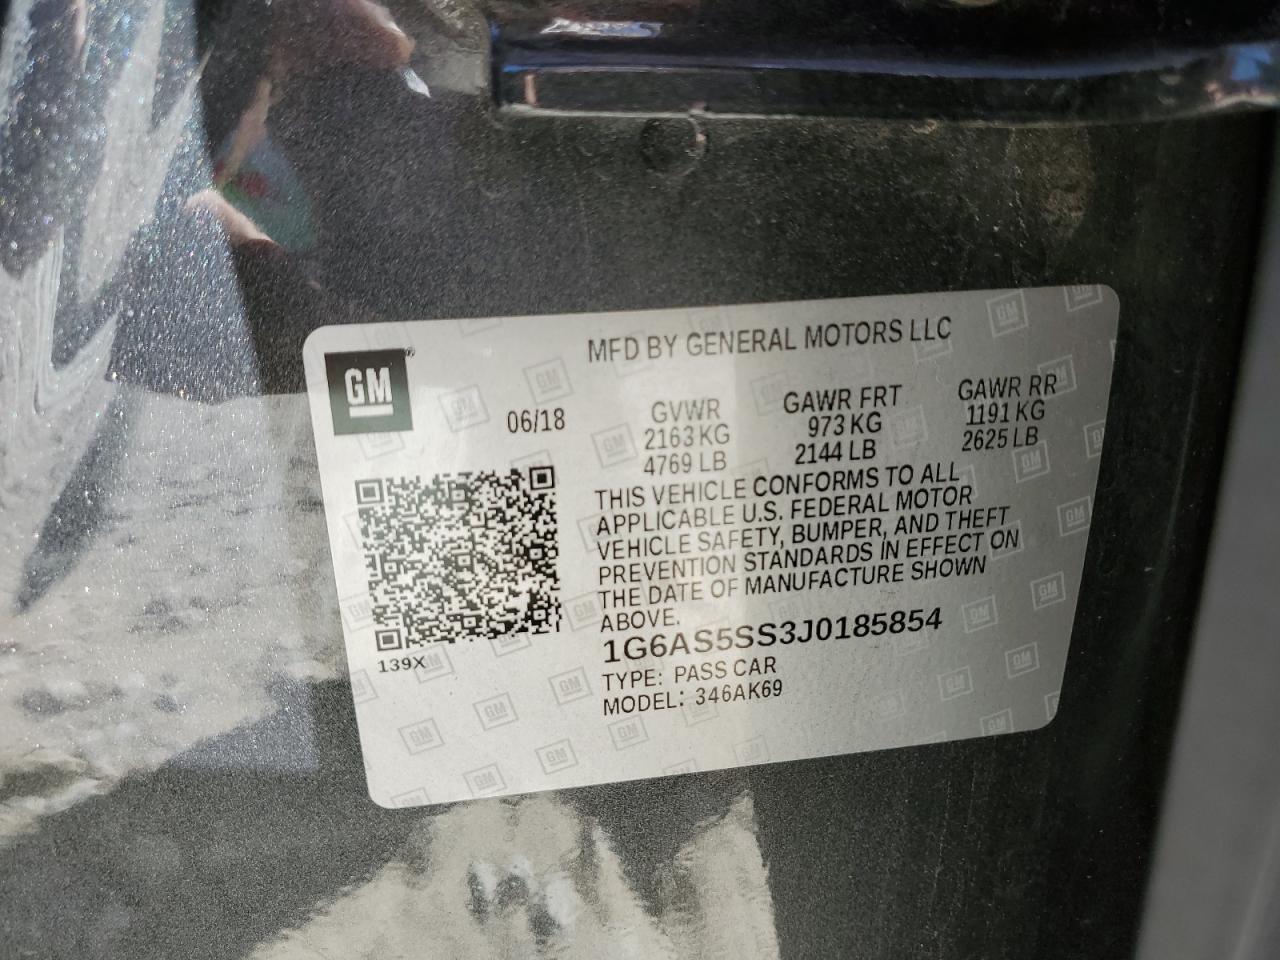 MFD BY GENERAL MOTORS LLC
GM®
06/18
GVWR GAWR FRT GAWR RR
2163 KG 973 KG 1191 KG
4769 LB 2144 LB 2625 LB
THIS VEHICLE CONFORMS TO ALL
APPLICABLE U.S. FEDERAL MOTOR
VEHICLE SAFETY, BUMPER, AND THEFT
PREVENTION STANDARDS IN EFFECT ON
THE DATE OF MANUFACTURE SHOWN
ABOVE.
1G6AS5SS3J0185854
TYPE: PASS CAR
MODEL: 346AK69
139X